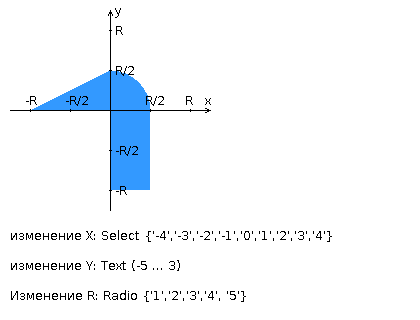 y
R
R/2
-R -R/2 R/2 R x
-R/2
-R
изменение X: Select {'-4','-3','-2','-1','0','1','2','3','4'}
изменение Y: Text (-5 ... 3)
Изменение R: Radio {'1','2','3','4', '5'}